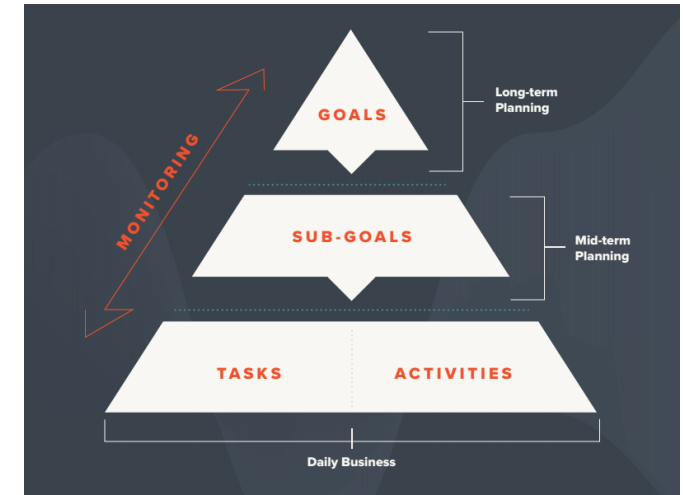 GOALS
Long-term
Planning
MONITORING
SUB-GOALS
Mid-term
Planning
TASKS
ACTIVITIES
Daily Business